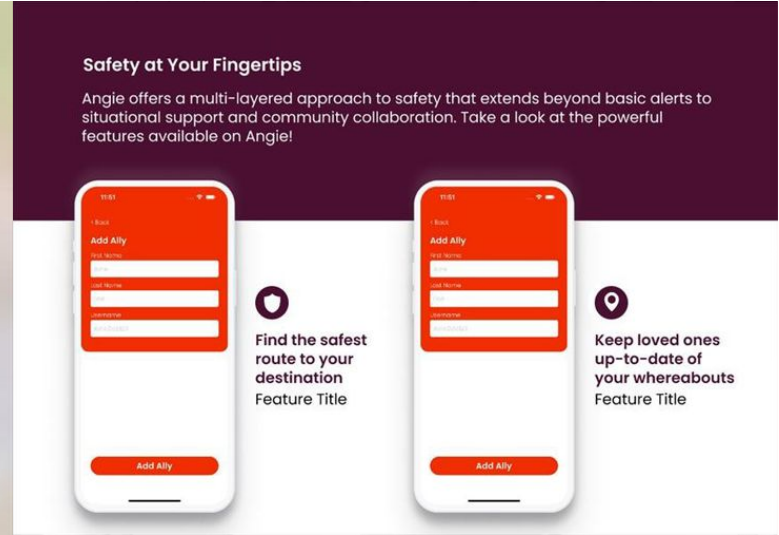 Safety at Your Fingertips
Angie offers a multi-layered approach to safety that extends beyond basic alerts to
situational support and community collaboration. Take a look at the powerful
features available on Angie!
11:51
‹ Back
Add Ally
First Name
Last Name
Username
Add Ally
Find the safest
route to your
destination
Feature Title
11:51
‹ Back
Add Ally
First Name
Last Name
Username
Add Ally
Keep loved ones
up-to-date of
your whereabouts
Feature Title